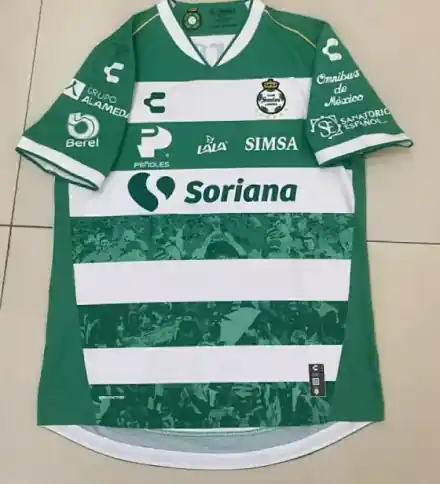 GRUPO
ALAMEDA
Berel
Omnibus
de
México
SANATORIO
ESPAÑOL
PEÑOLES
LALA
SIMSA
Soriana